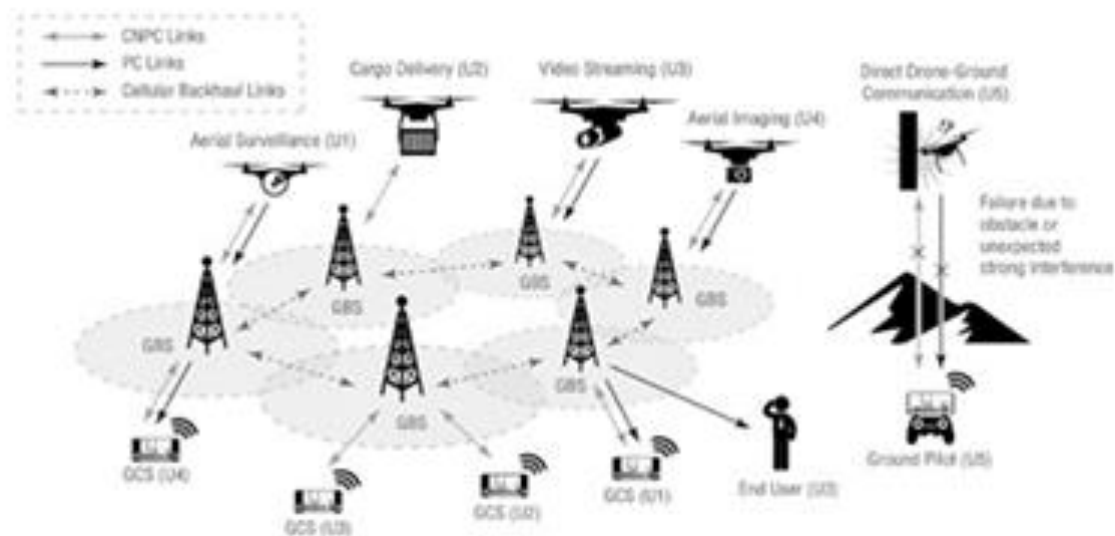 CNPC Links
PC Links
Cellular Backhaul Links
Aerial Surveillance (U1)
Cargo Delivery (U2)
Video Streaming (U3)
Aerial Imaging (U4)
Direct Drone-Ground
Communication (U5)
Failure due to
obstacle or
unexpected
strong interference
GBS
GBS
GBS
GBS
GBS
GBS
GCS (U4)
GCS (U3)
GCS (U2)
GCS (U1)
End User (U3)
Ground Pilot (U5)